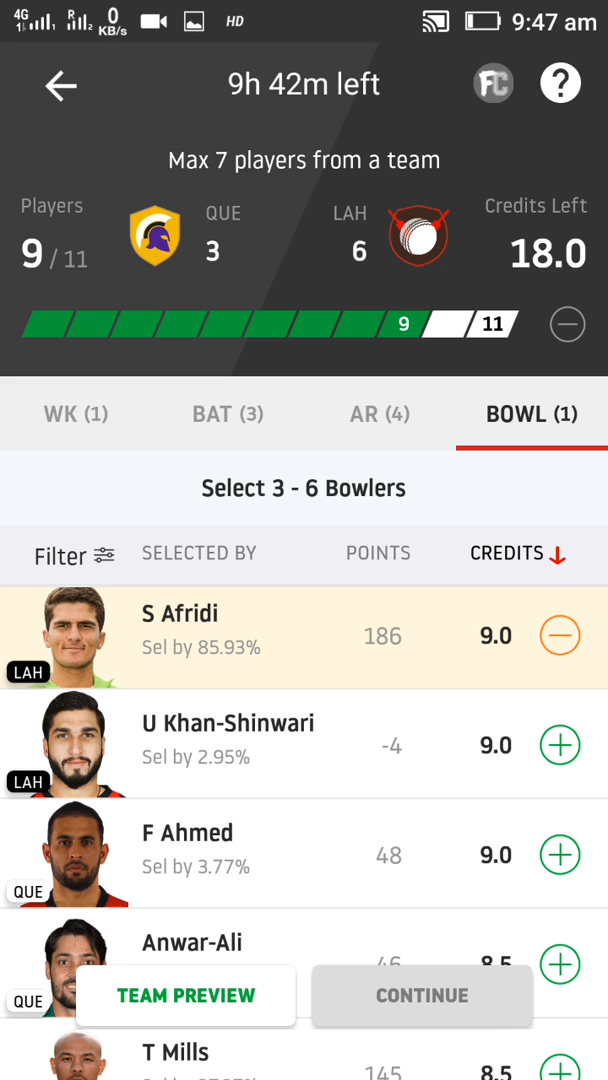 4G R 0 KB/s HD 9:47 am
9h 42m left FC ?
Max 7 players from a team
Players QUE LAH Credits Left
9 / 11 3 6 18.0
9 11
WK (1) BAT (3) AR (4) BOWL (1)
Select 3 - 6 Bowlers
Filter SELECTED BY POINTS CREDITS
S Afridi
Sel by 85.93% 186 9.0
LAH
U Khan-Shinwari
Sel by 2.95% -4 9.0
LAH
F Ahmed
Sel by 3.77% 48 9.0
QUE
Anwar-Ali
46 8.5
QUE
TEAM PREVIEW CONTINUE
T Mills
145 8.5